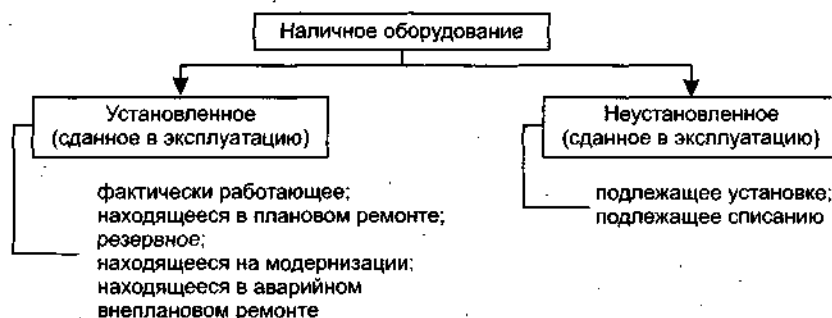 Наличное оборудование
Установленное
(сданное в эксплуатацию)
фактически работающее;
находящееся в плановом ремонте;
резервное;
находящееся на модернизации;
находящееся в аварийном
внеплановом ремонте
Неустановленное
(сданное в эксплуатацию)
подлежащее установке;
подлежащее списанию